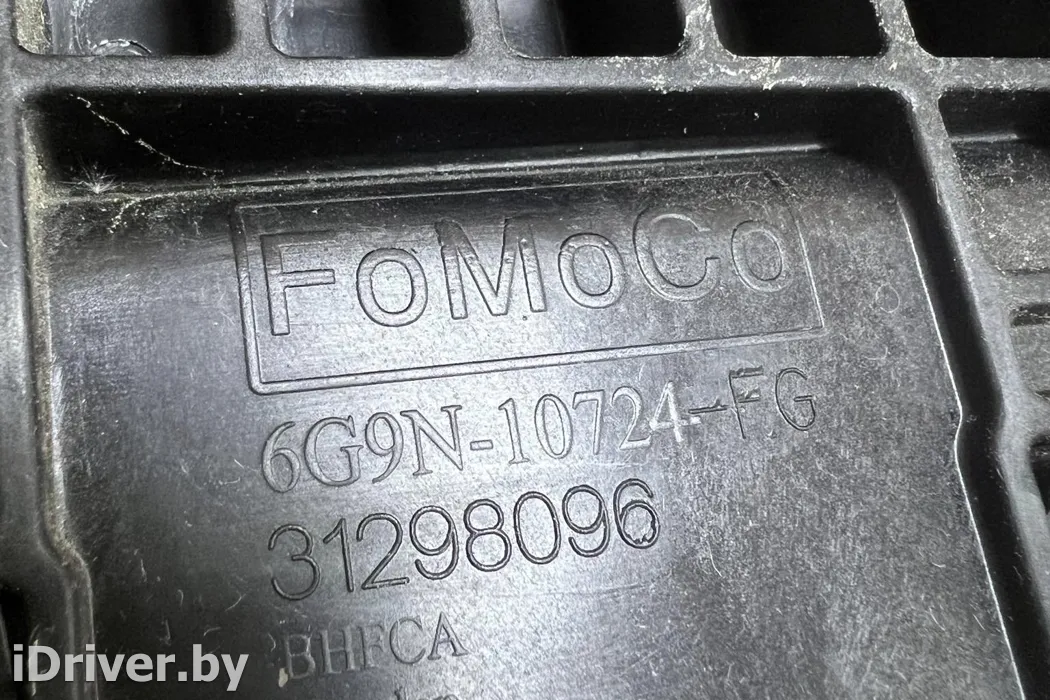 FoMoCo
6G9N-10724-FG
31298096
BHFCA
iDriver.by